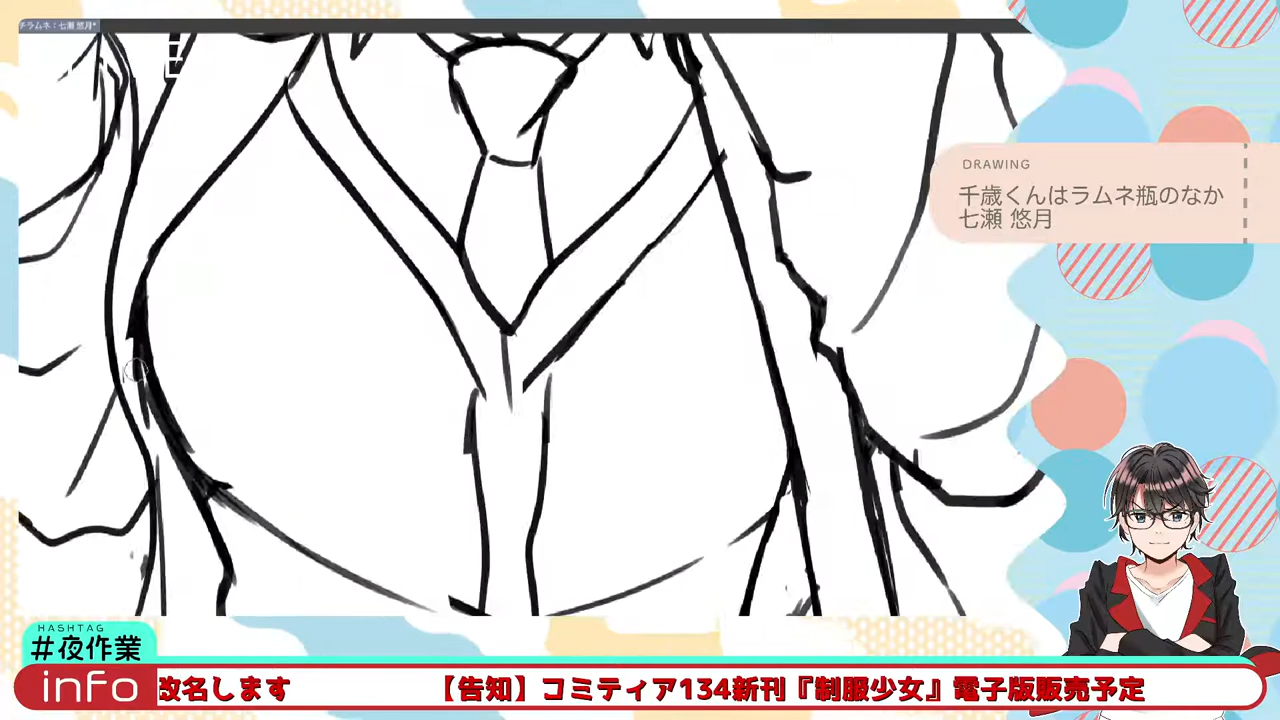 チラムネ：七瀬 悠月*
DRAWING
千歳くんはラムネ瓶のなか
七瀬 悠月
HASHTAG
#夜作業
info
改名します
【告知】コミティア134新刊『制服少女』電子版販売予定